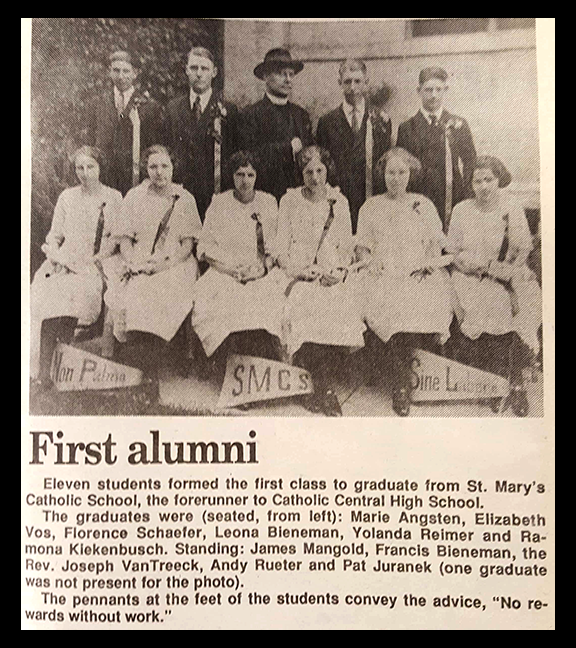 Non Palma
SMCS
Sine Labore
First alumni
Eleven students formed the first class to graduate from St. Mary's
Catholic School, the forerunner to Catholic Central High School.
The graduates were (seated, from left): Marie Angsten, Elizabeth
Vos, Florence Schaefer, Leona Bieneman, Yolanda Reimer and Ra-
mona Kiekenbusch. Standing: James Mangold, Francis Bieneman, the
Rev. Joseph VanTreeck, Andy Rueter and Pat Juranek (one graduate
was not present for the photo).
The pennants at the feet of the students convey the advice, "No re-
wards without work."